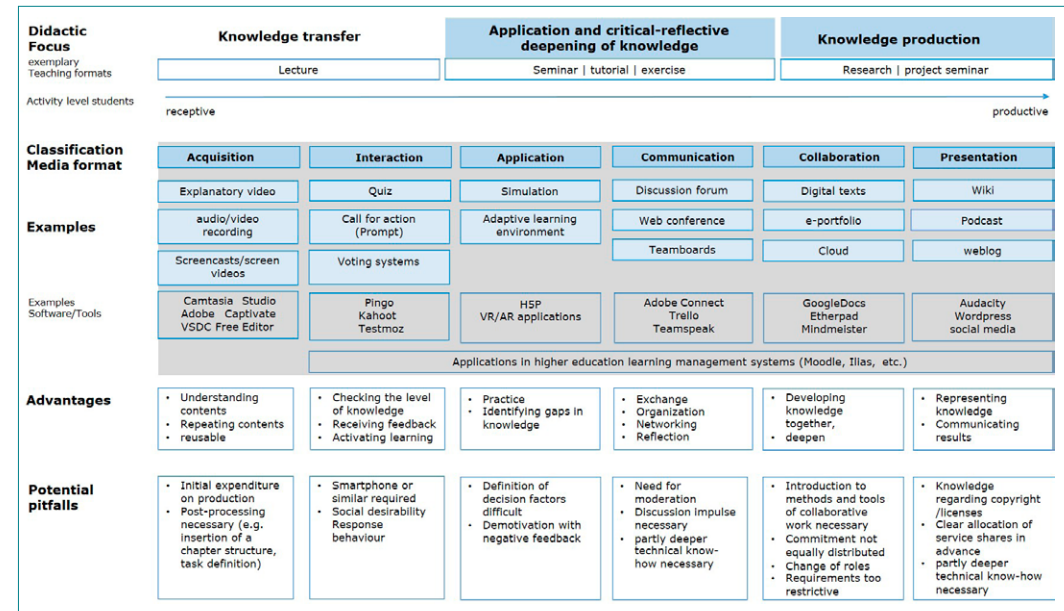 Didactic
Focus
Knowledge transfer
Application and critical-reflective
deepening of knowledge
Knowledge production
exemplary
Teaching formats
Lecture
Seminar | tutorial | exercise
Research | project seminar
Activity level students
receptive
productive
Classification
Media format
Acquisition
Interaction
Application
Communication
Collaboration
Presentation
Examples
Explanatory video
Quiz
Simulation
Discussion forum
Digital texts
Wiki
audio/video
recording
Call for action
(Prompt)
Adaptive learning
environment
Web conference
e-portfolio
Podcast
Screencasts/screen
videos
Voting systems
Teamboards
Cloud
weblog
Examples
Software/Tools
Camtasia Studio
Adobe Captivate
VSDC Free Editor
Pingo
Kahoot
Testmoz
H5P
VR/AR applications
Adobe Connect
Trello
Teamspeak
GoogleDocs
Etherpad
Mindmeister
Audacity
Wordpress
social media
Applications in higher education learning management systems (Moodle, Ilias, etc.)
Advantages
• Understanding
contents
• Repeating contents
• reusable
• Checking the level
of knowledge
• Receiving feedback
• Activating learning
• Practice
• Identifying gaps in
knowledge
• Exchange
• Organization
• Networking
• Reflection
• Developing
knowledge
together,
• deepen
• Representing
knowledge
• Communicating
results
Potential
pitfalls
• Initial expenditure
on production
• Post-processing
necessary (e.g.
insertion of a
chapter structure,
task definition)
• Smartphone or
similar required
• Social desirability
Response
behaviour
• Definition of
decision factors
difficult
• Demotivation with
negative feedback
• Need for
moderation
• Discussion impulse
necessary
• partly deeper
technical know-
how necessary
• Introduction to
methods and tools
of collaborative
work necessary
• Commitment not
equally distributed
• Change of roles
• Requirements too
restrictive
• Knowledge
regarding copyright
/licenses
• Clear allocation of
service shares in
advance
• partly deeper
technical know-how
necessary